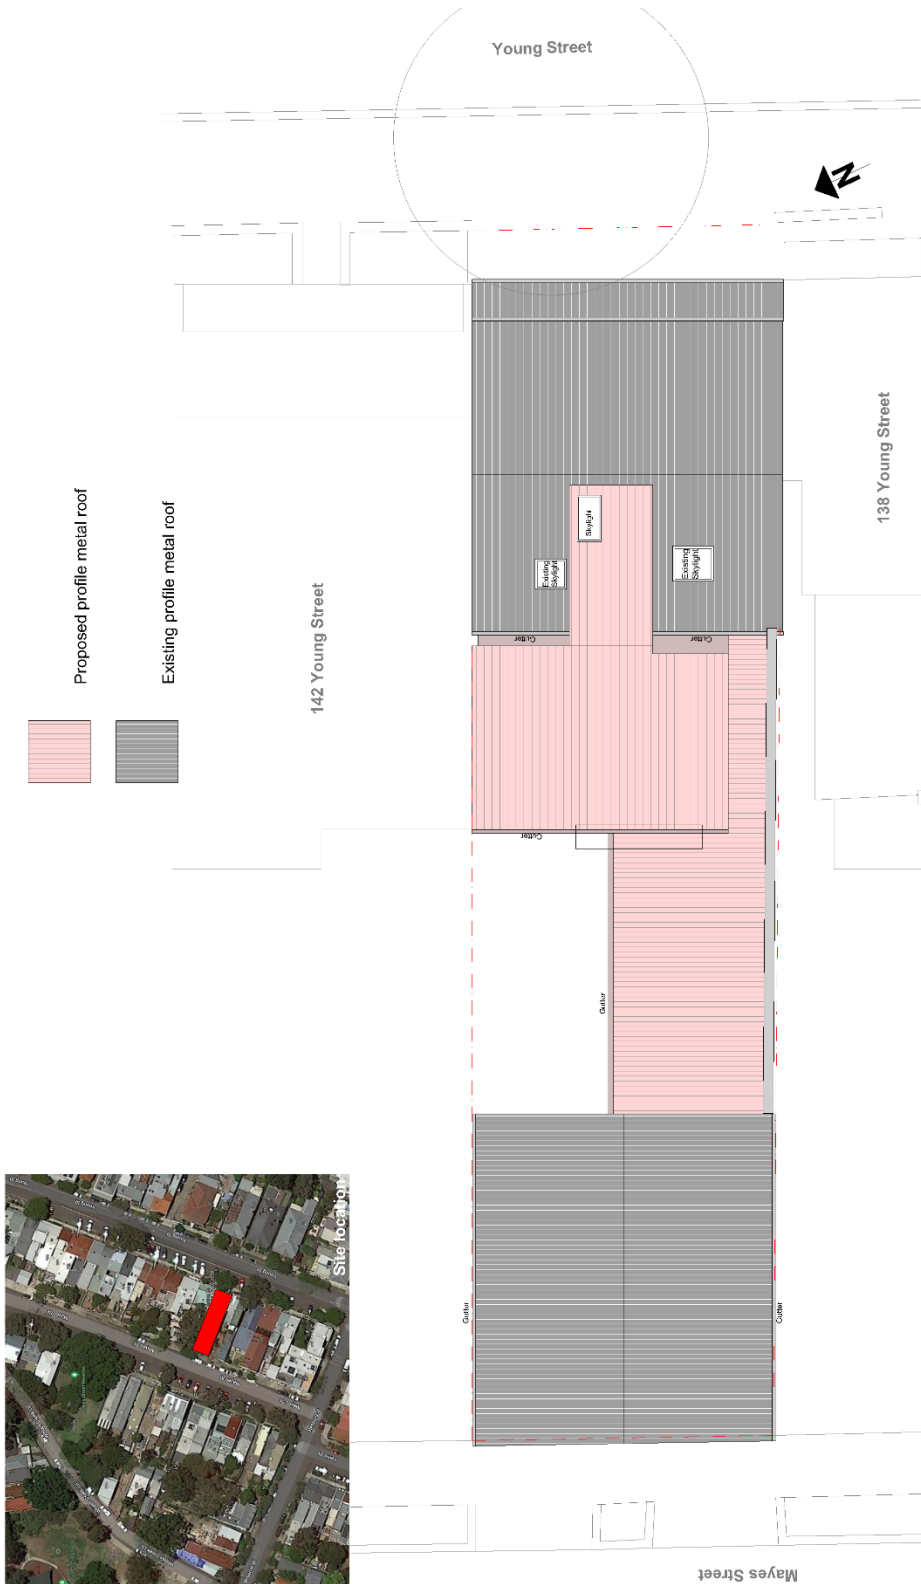 Young Street
N
138 Young Street
142 Young Street
Proposed profile metal roof
Existing profile metal roof
Skylight
Existing
Skylight
Existing
Skylight
Gutter
Gutter
Gutter
Gutter
Gutter
Gutter
Site location
Mayes Street